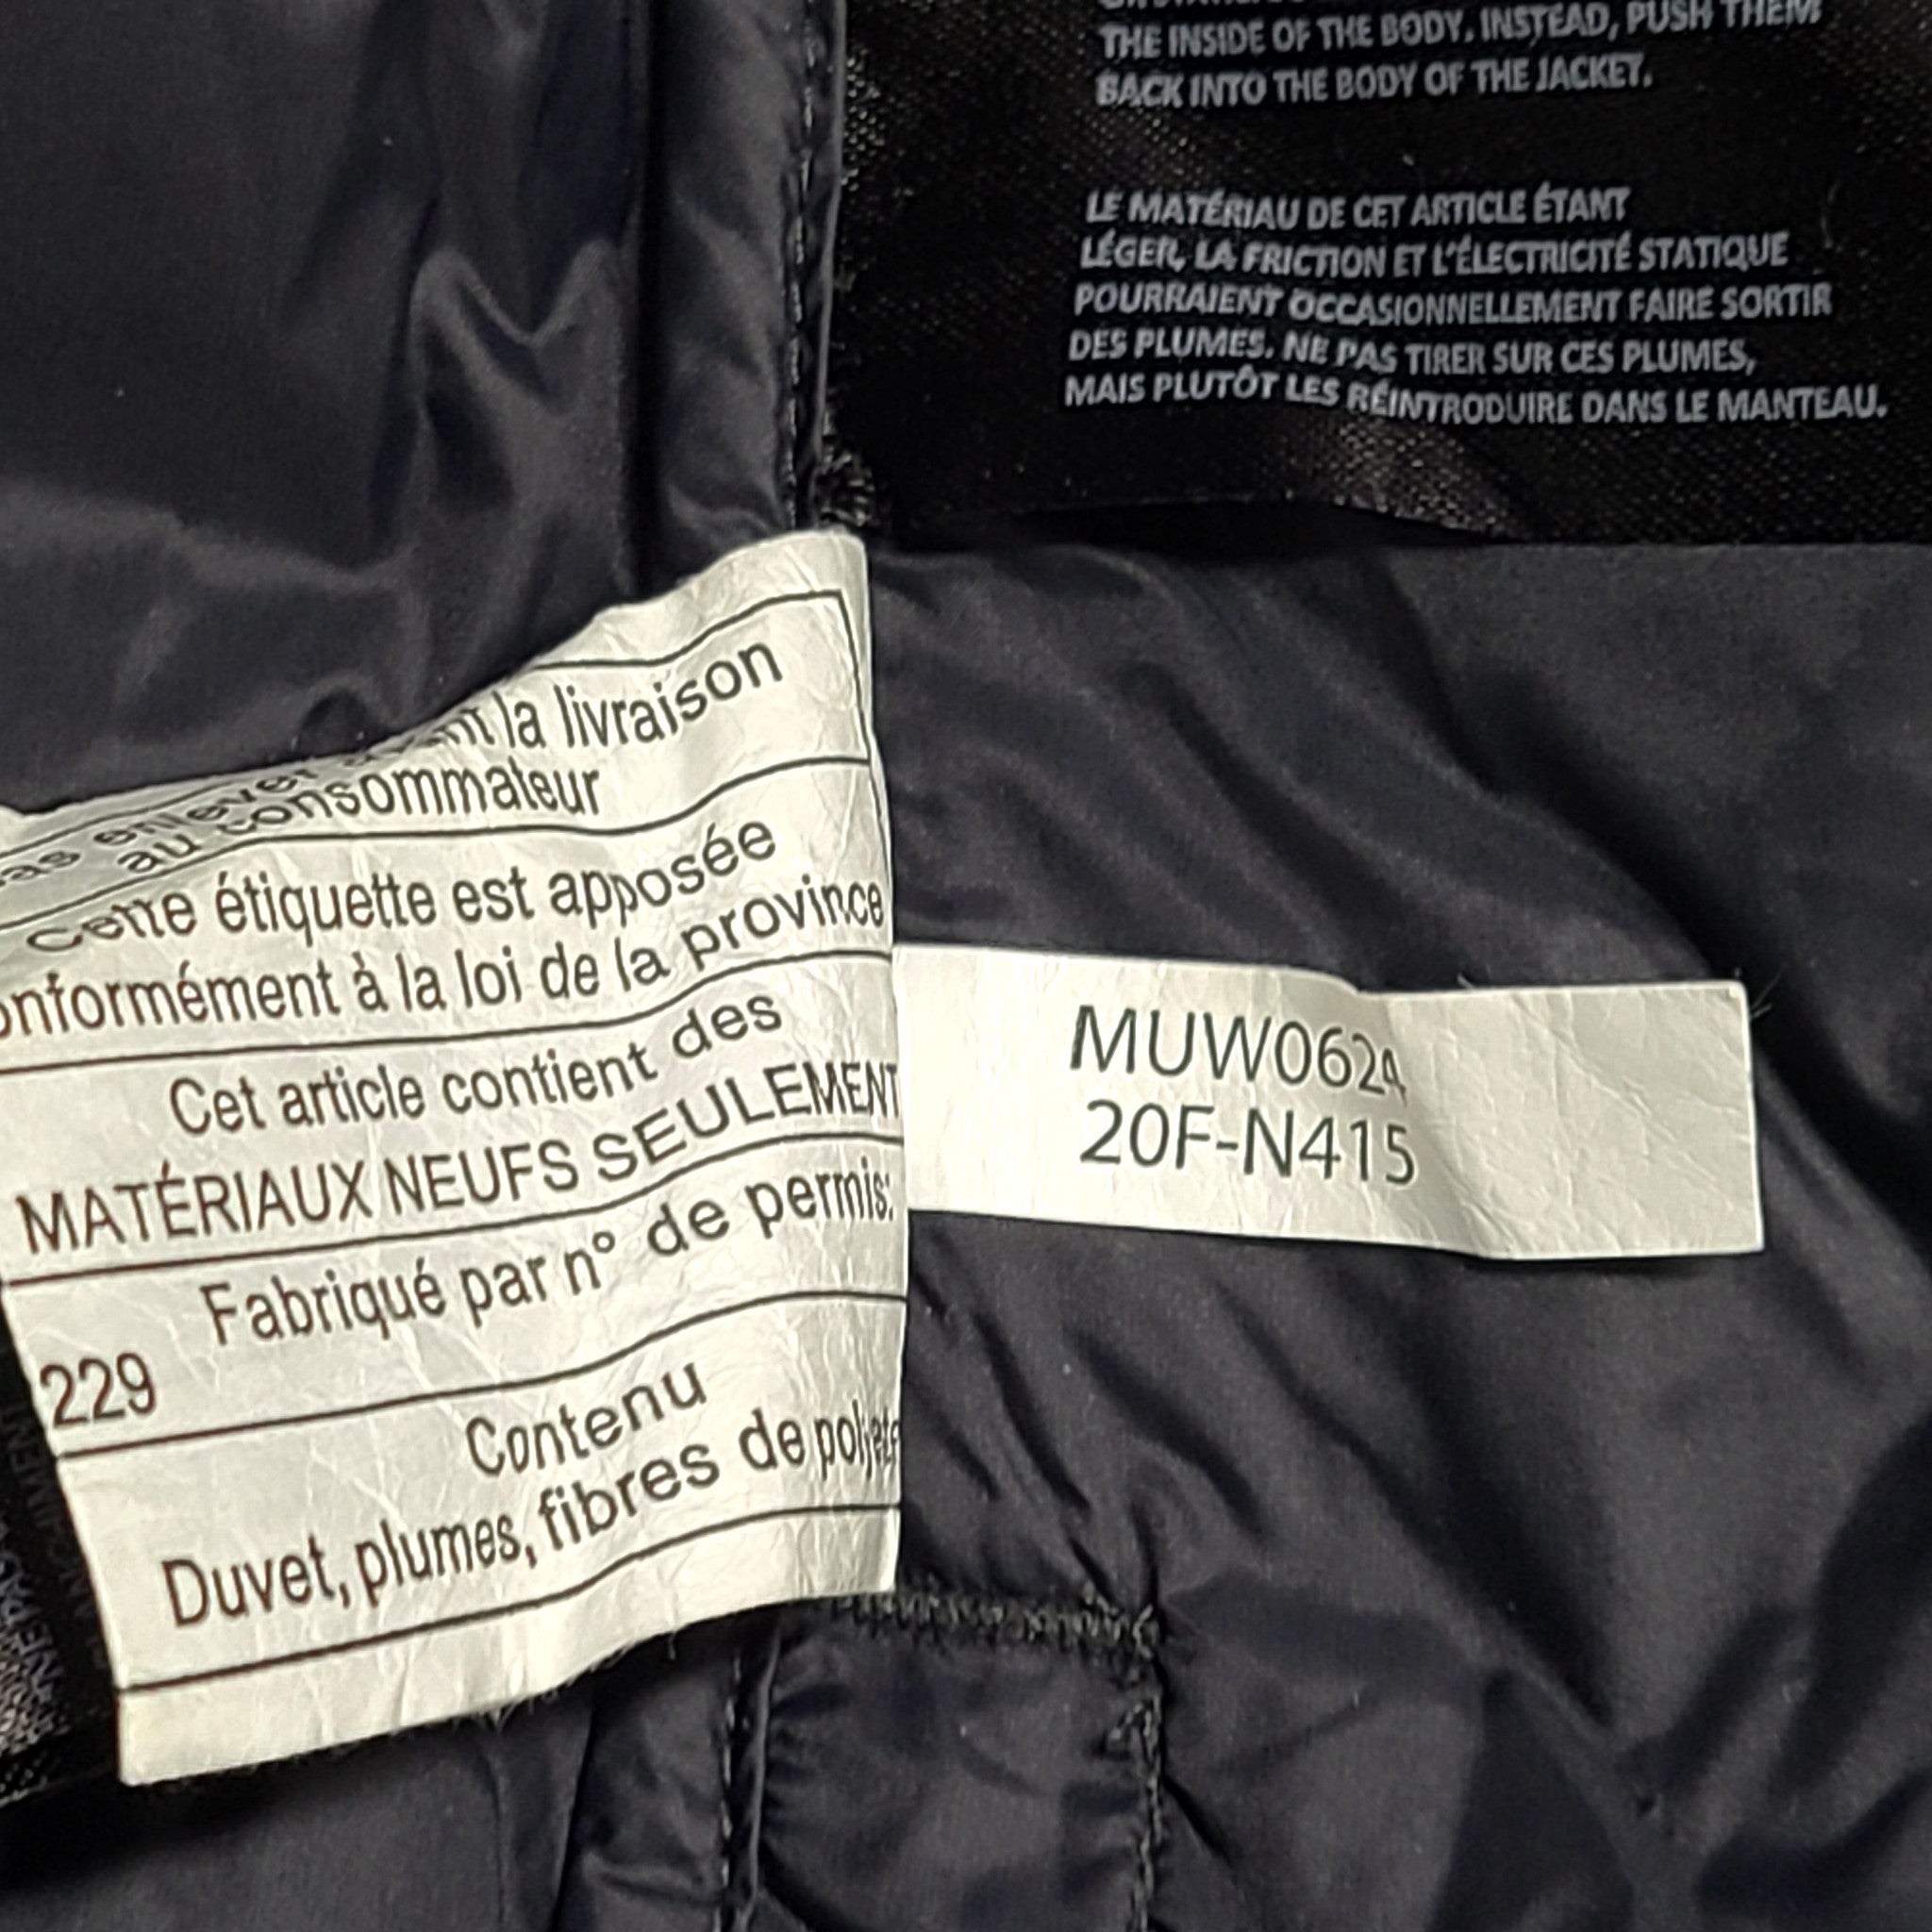 THE INSIDE OF THE BODY. INSTEAD, PUSH THEM
BACK INTO THE BODY OF THE JACKET.
LE MATÉRIAU DE CET ARTICLE ÉTANT
LÉGER, LA FRICTION ET L'ÉLECTRICITÉ STATIQUE
POURRAIENT OCCASIONNELLEMENT FAIRE SORTIR
DES PLUMES. NE PAS TIRER SUR CES PLUMES,
MAIS PLUTÔT LES RÉINTRODUIRE DANS LE MANTEAU.
enlever la livraison
au consommateur
Cette étiquette est apposée
onformément à la loi de la province
Cet article contient des
MATÉRIAUX NEUFS SEULEMENT
Fabriqué par n° de permis:
229
Contenu
Duvet, plumes, fibres de
MUW0624
20F-N415